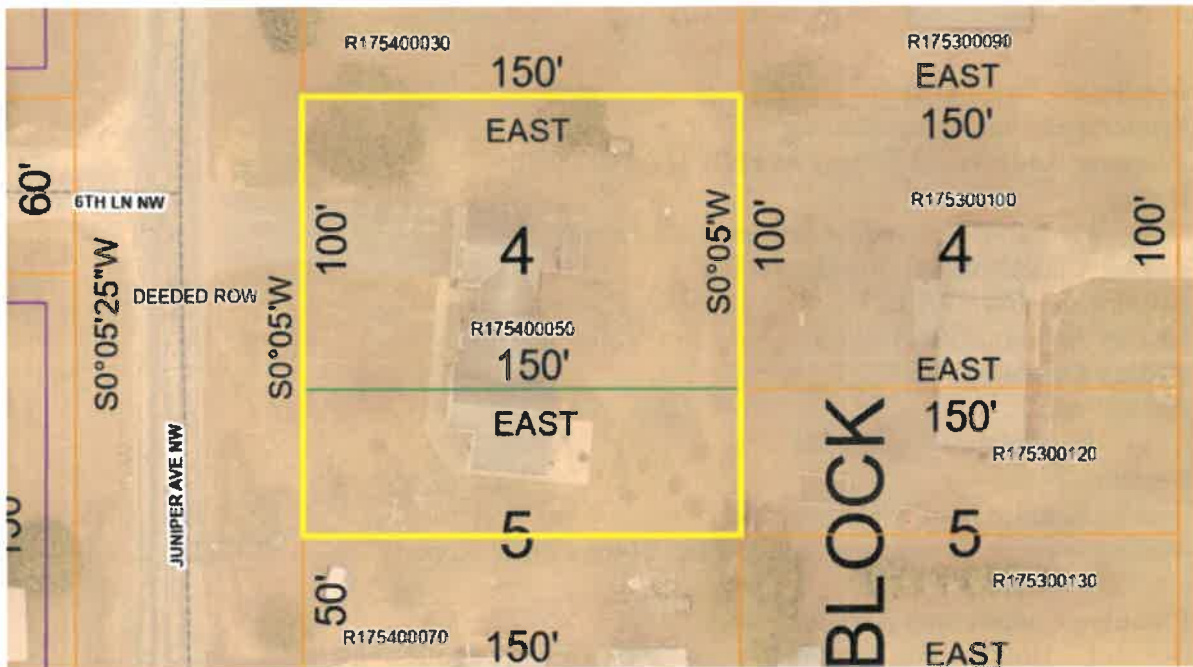 R175400030
150'
EAST
100'
4
S0°05'W
R175400050
150'
EAST
5
50'
R175400070
150'
60'
6TH LN NW
S0°05'25"W
DEEDED ROW
S0°05'W
JUNIPER AVE NW
R175300090
EAST
150'
R175300100
100'
4
100'
EAST
150'
R175300120
BLOCK
5
R175300130
EAST